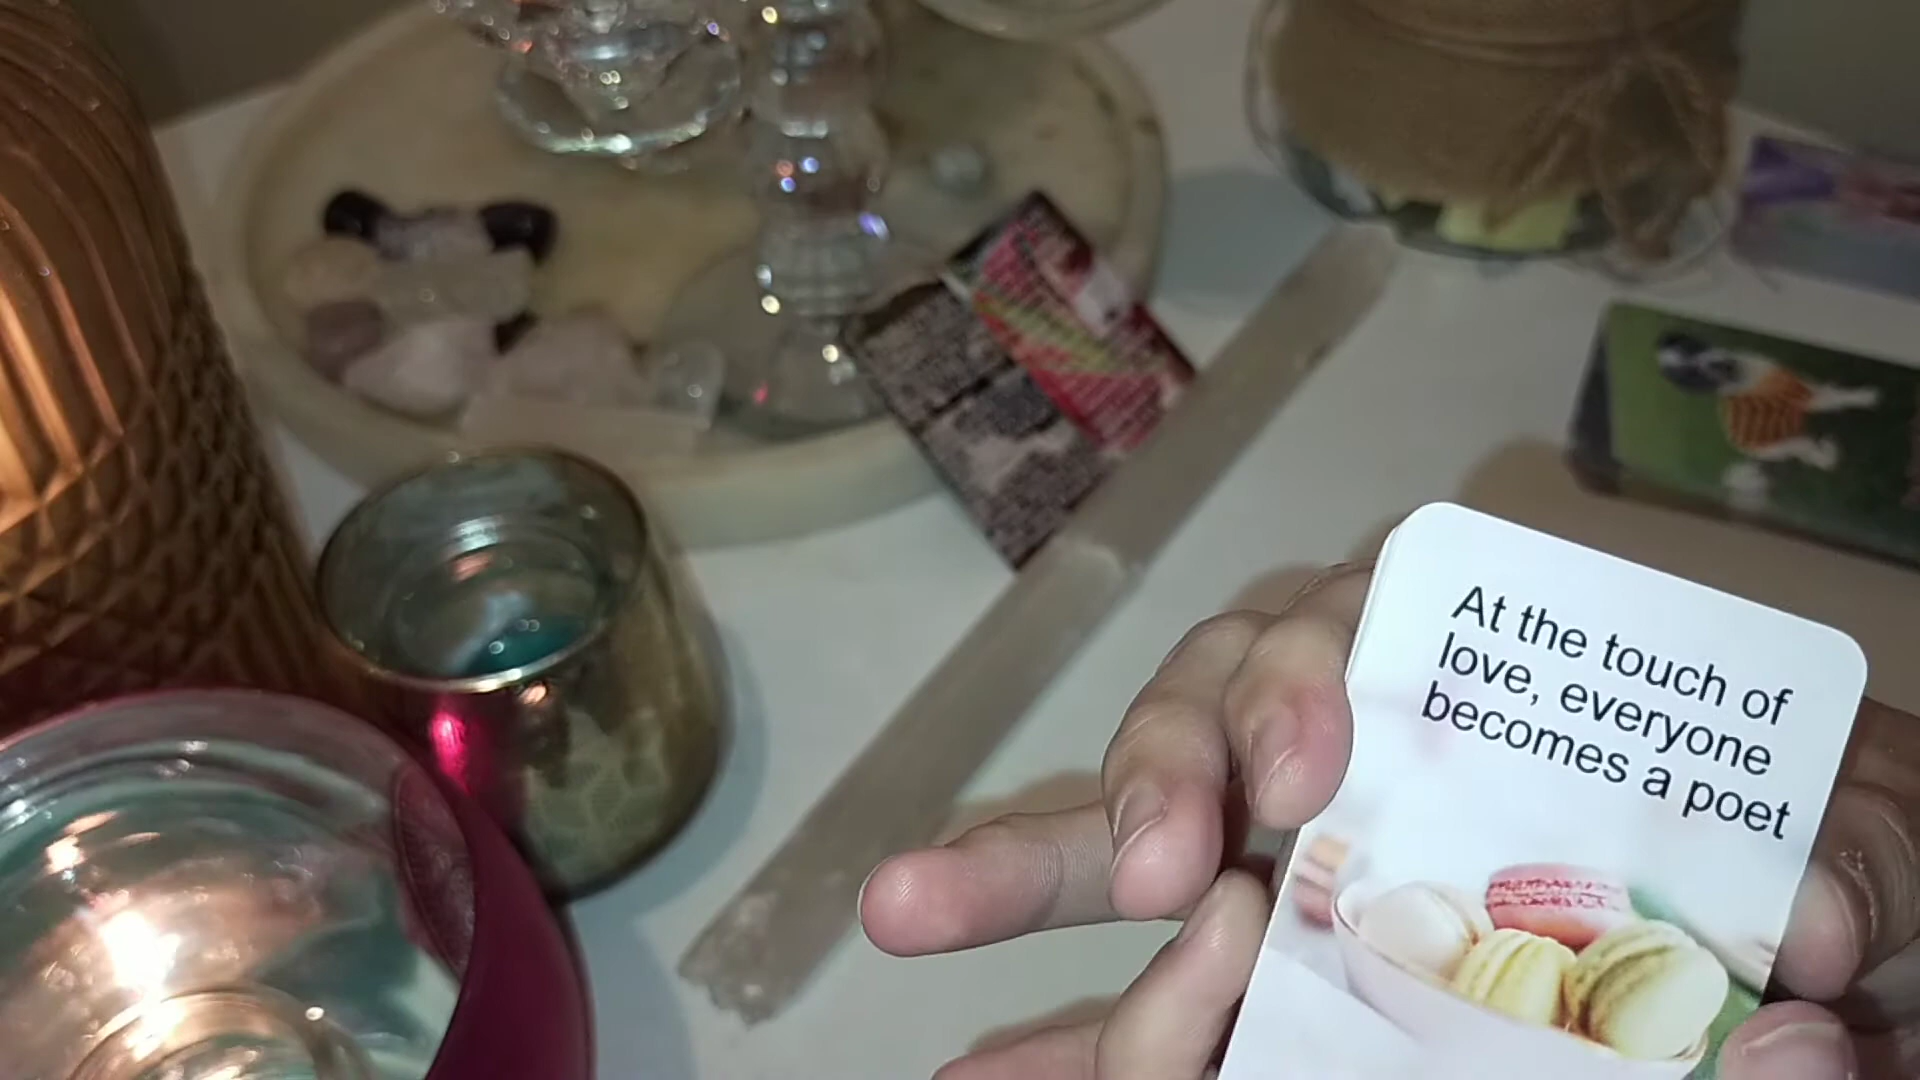 At the touch of
love, everyone
becomes a poet